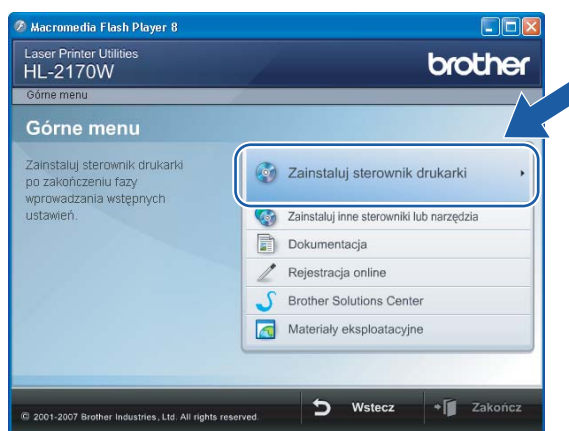 Macromedia Flash Player 8
Laser Printer Utilities
HL-2170W
brother
Górne menu
Górne menu
Zainstaluj sterownik drukarki
po zakończeniu fazy
wprowadzania wstępnych
ustawień.
Zainstaluj sterownik drukarki
Zainstaluj inne sterowniki lub narzędzia
Dokumentacja
Rejestracja online
Brother Solutions Center
Materiały eksploatacyjne
© 2001-2007 Brother Industries, Ltd. All rights reserved.
Wstecz
Zakończ